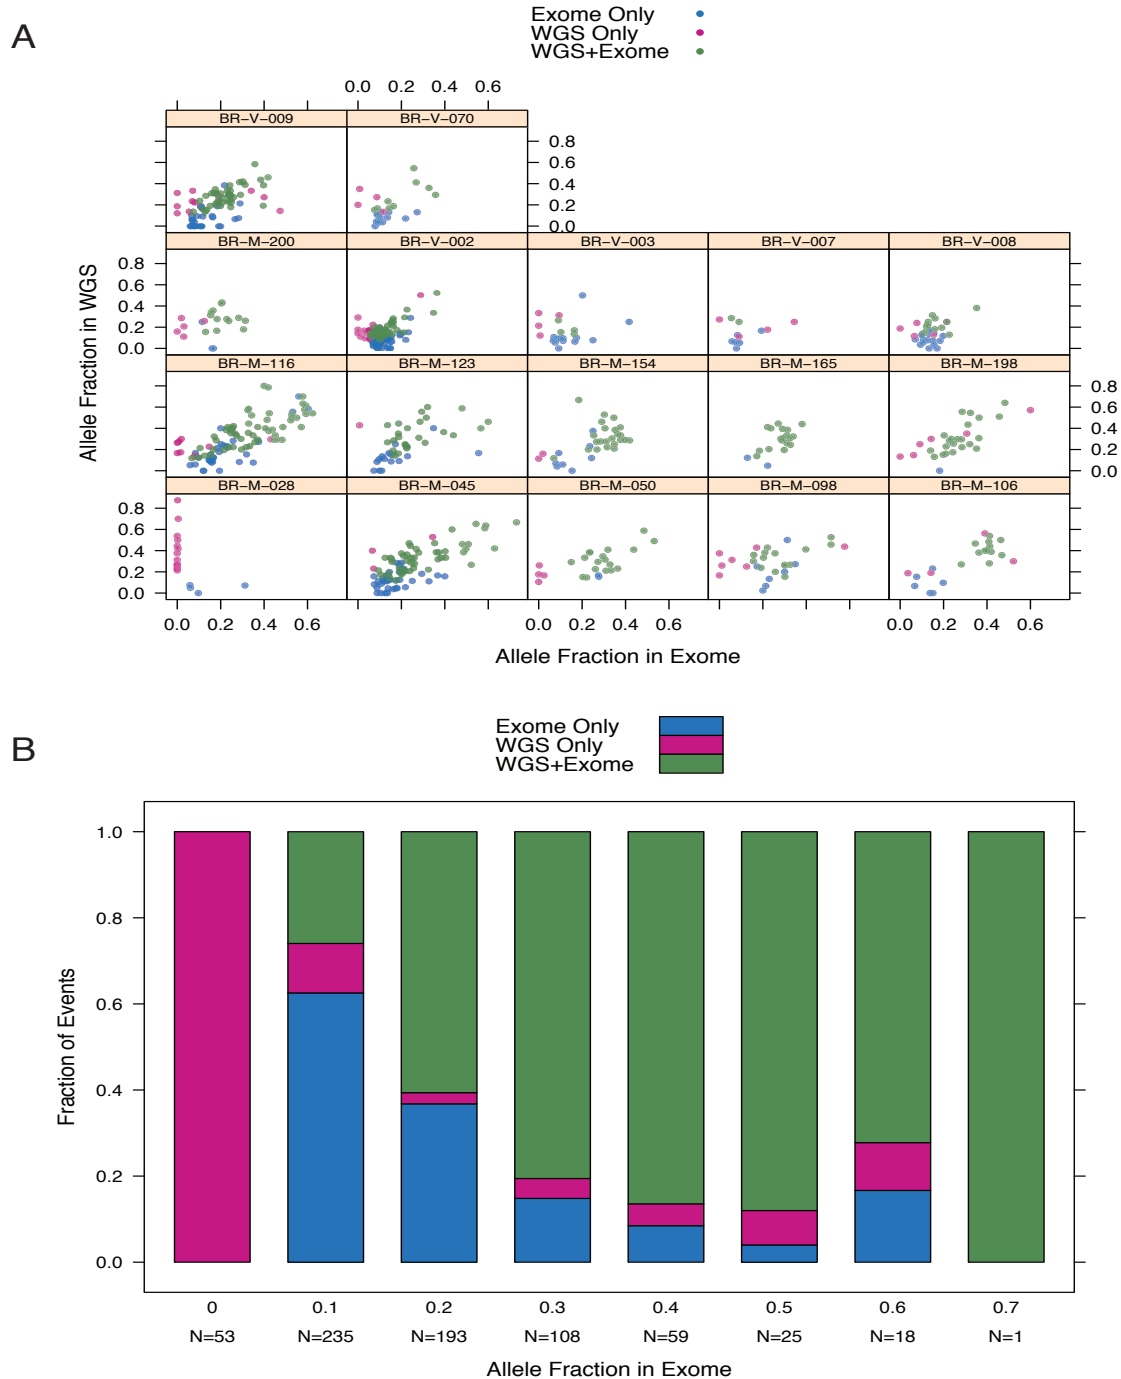 A
Exome Only
WGS Only
WGS+Exome
0.0 0.2 0.4 0.6
BR-V-009 BR-V-070
0.8
0.6
0.4
0.2
0.0
BR-M-200 BR-V-002 BR-V-003 BR-V-007 BR-V-008
0.8
0.6
0.4
0.2
0.0
BR-M-116 BR-M-123 BR-M-154 BR-M-165 BR-M-198
0.8
0.6
0.4
0.2
0.0
BR-M-028 BR-M-045 BR-M-050 BR-M-098 BR-M-106
0.8
0.6
0.4
0.2
0.0
Allele Fraction in WGS
0.0 0.2 0.4 0.6 0.0 0.2 0.4 0.6 0.0 0.2 0.4 0.6
Allele Fraction in Exome
B
Exome Only
WGS Only
WGS+Exome
Fraction of Events
1.0
0.8
0.6
0.4
0.2
0.0
0 0.1 0.2 0.3 0.4 0.5 0.6 0.7
N=53 N=235 N=193 N=108 N=59 N=25 N=18 N=1
Allele Fraction in Exome